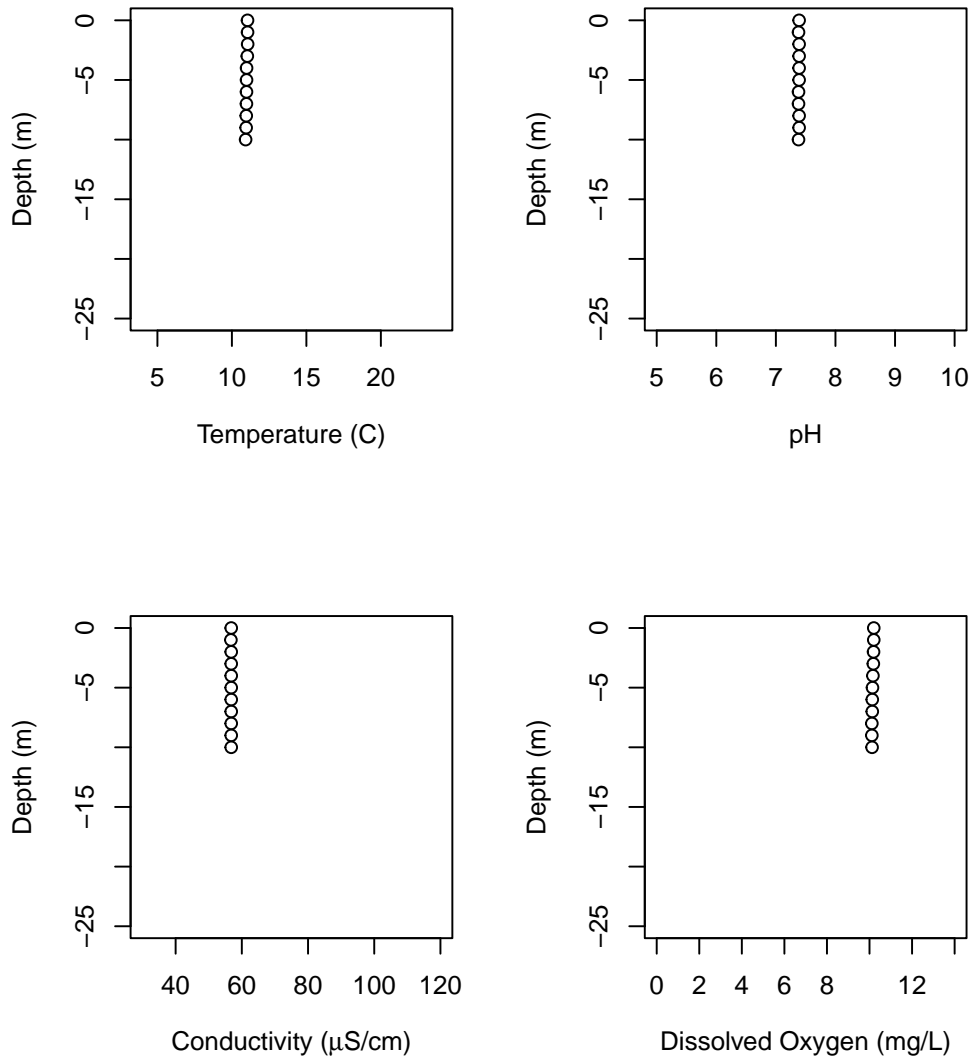 0
−5
−15
−25
Depth (m)
5 10 15 20
Temperature (C)
0
−5
−15
−25
Depth (m)
5 6 7 8 9 10
pH
0
−5
−15
−25
Depth (m)
40 60 80 100 120
Conductivity (μS/cm)
0
−5
−15
−25
Depth (m)
0 2 4 6 8 12
Dissolved Oxygen (mg/L)